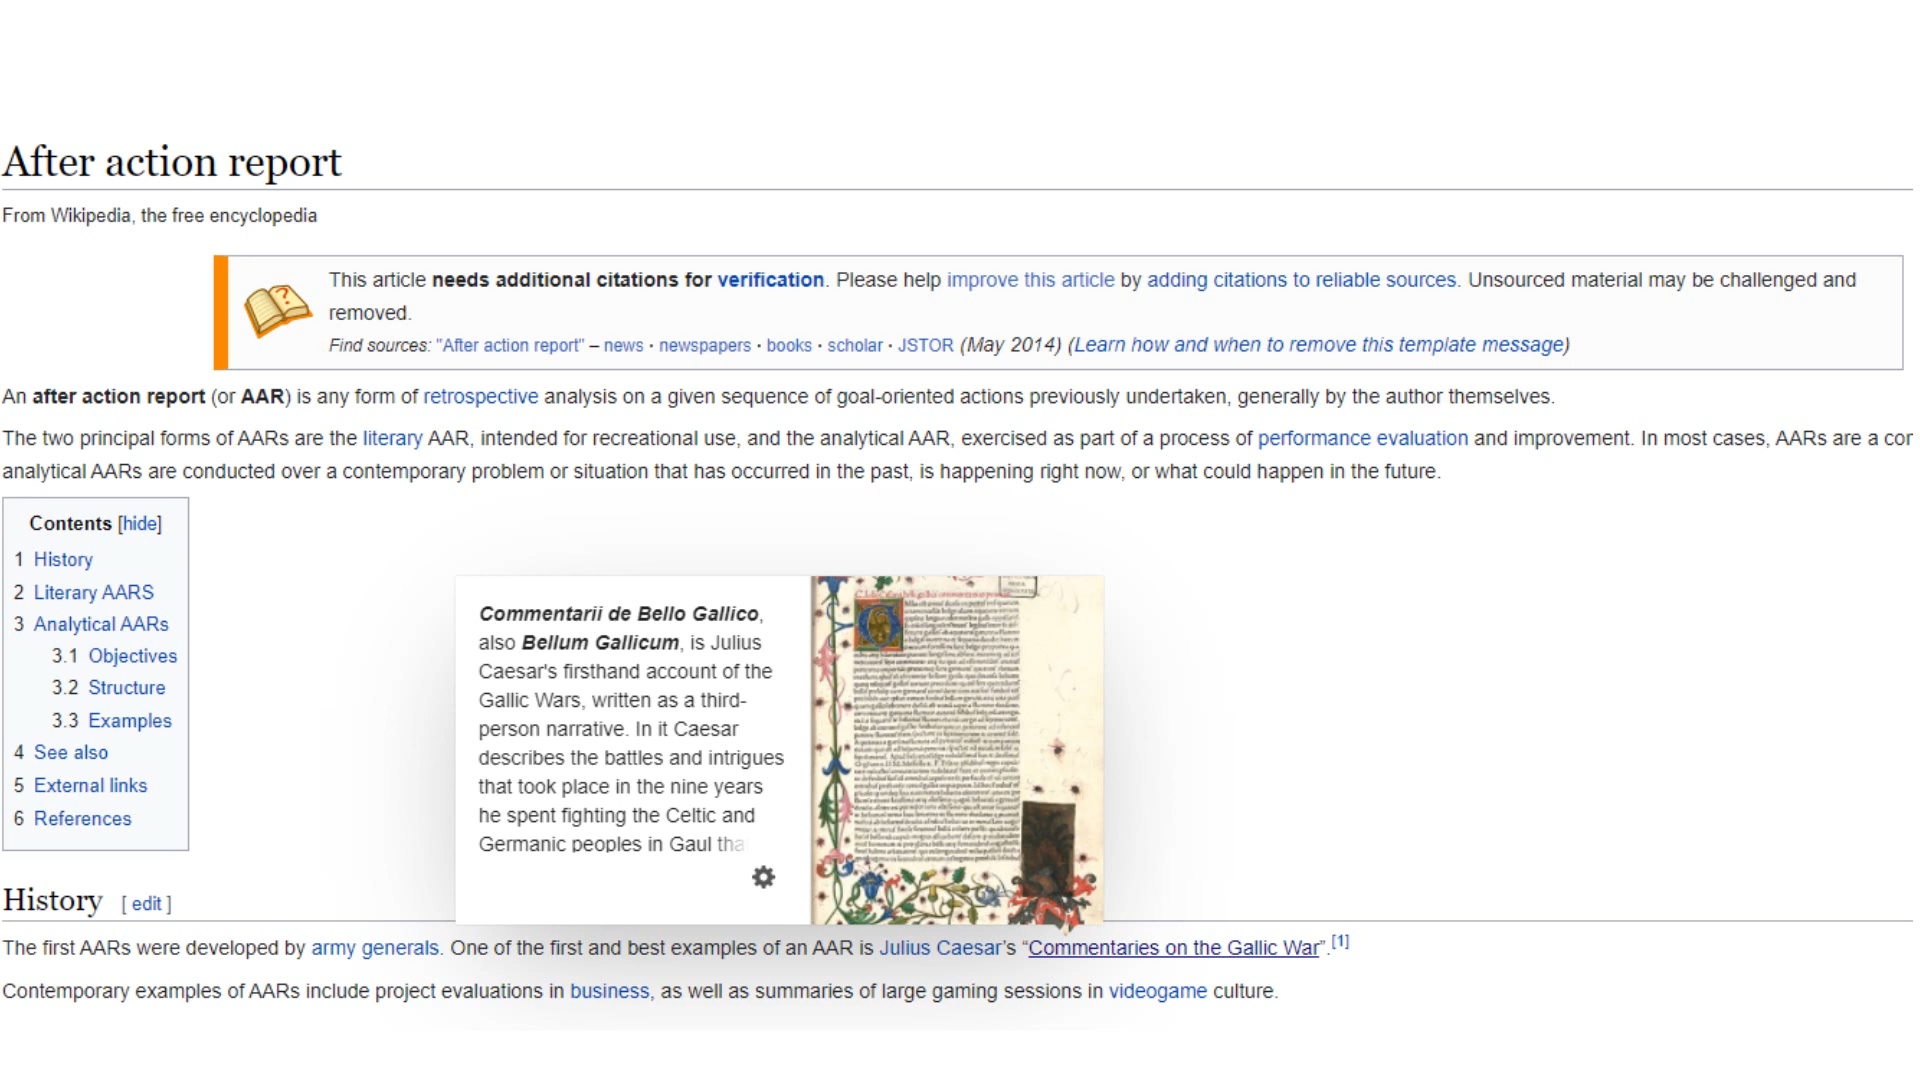 After action report
From Wikipedia, the free encyclopedia
This article needs additional citations for verification. Please help improve this article by adding citations to reliable sources. Unsourced material may be challenged and
removed.
Find sources: "After action report" – news · newspapers · books · scholar · JSTOR (May 2014) (Learn how and when to remove this template message)
An after action report (or AAR) is any form of retrospective analysis on a given sequence of goal-oriented actions previously undertaken, generally by the author themselves.
The two principal forms of AARs are the literary AAR, intended for recreational use, and the analytical AAR, exercised as part of a process of performance evaluation and improvement. In most cases, AARs are a cor
analytical AARs are conducted over a contemporary problem or situation that has occurred in the past, is happening right now, or what could happen in the future.
Contents [hide]
1 History
2 Literary AARS
3 Analytical AARs
3.1 Objectives
3.2 Structure
3.3 Examples
4 See also
5 External links
6 References
Commentarii de Bello Gallico,
also Bellum Gallicum, is Julius
Caesar's firsthand account of the
Gallic Wars, written as a third-
person narrative. In it Caesar
describes the battles and intrigues
that took place in the nine years
he spent fighting the Celtic and
Germanic peoples in Gaul tha
History [ edit ]
The first AARs were developed by army generals. One of the first and best examples of an AAR is Julius Caesar’s “Commentaries on the Gallic War”.[1]
Contemporary examples of AARs include project evaluations in business, as well as summaries of large gaming sessions in videogame culture.